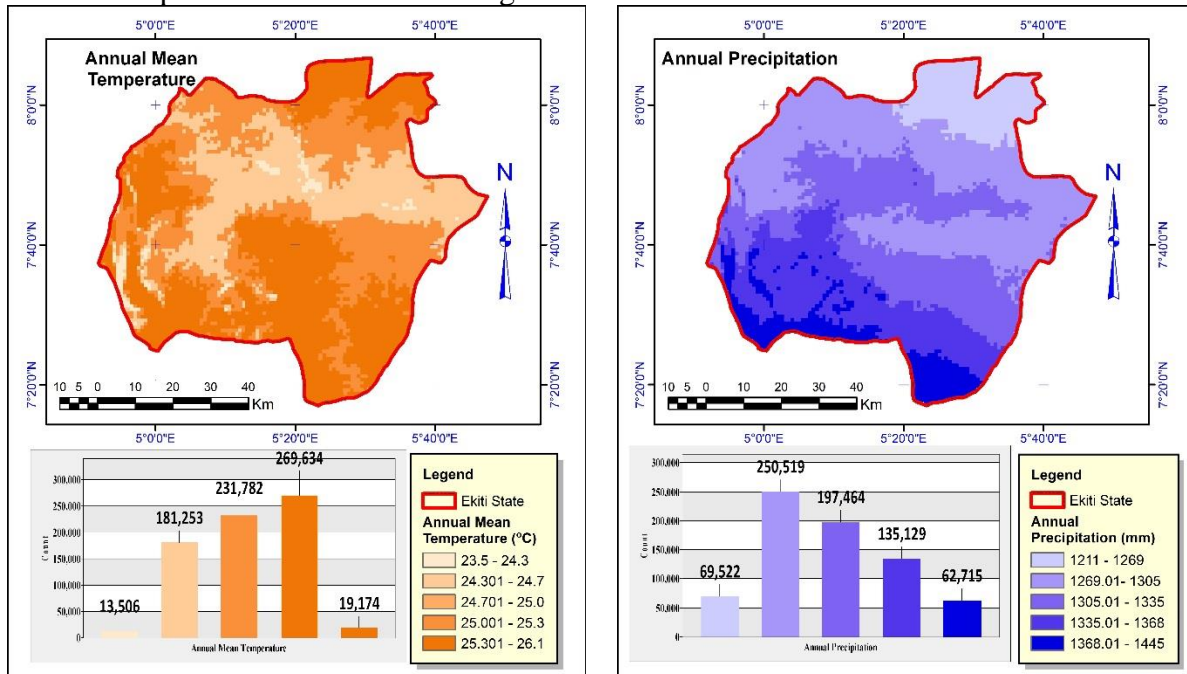 5°0'0"E 5°20'0"E 5°40'0"E
Annual Mean
Temperature
8°0'0"N
7°40'0"N
7°20'0"N
8°0'0"N
7°40'0"N
7°20'0"N
N
10 5 0 10 20 30 40
Km
5°0'0"E 5°20'0"E 5°40'0"E
300,000
250,000
200,000
150,000
100,000
50,000
0
Count
13,506
181,253
231,782
269,634
19,174
Annual Mean Temperature
Legend
Ekiti State
Annual Mean
Temperature (ºC)
23.5 - 24.3
24.301 - 24.7
24.701 - 25.0
25.001 - 25.3
25.301 - 26.1
5°0'0"E 5°20'0"E 5°40'0"E
Annual Precipitation
8°0'0"N
7°40'0"N
7°20'0"N
8°0'0"N
7°40'0"N
7°20'0"N
N
10 5 0 10 20 30 40
Km
5°0'0"E 5°20'0"E 5°40'0"E
300,000
250,000
200,000
150,000
100,000
50,000
0
Count
69,522
250,519
197,464
135,129
62,715
Annual Precipitation
Legend
Ekiti State
Annual
Precipitation (mm)
1211 - 1269
1269.01- 1305
1305.01 - 1335
1335.01 - 1368
1368.01 - 1445